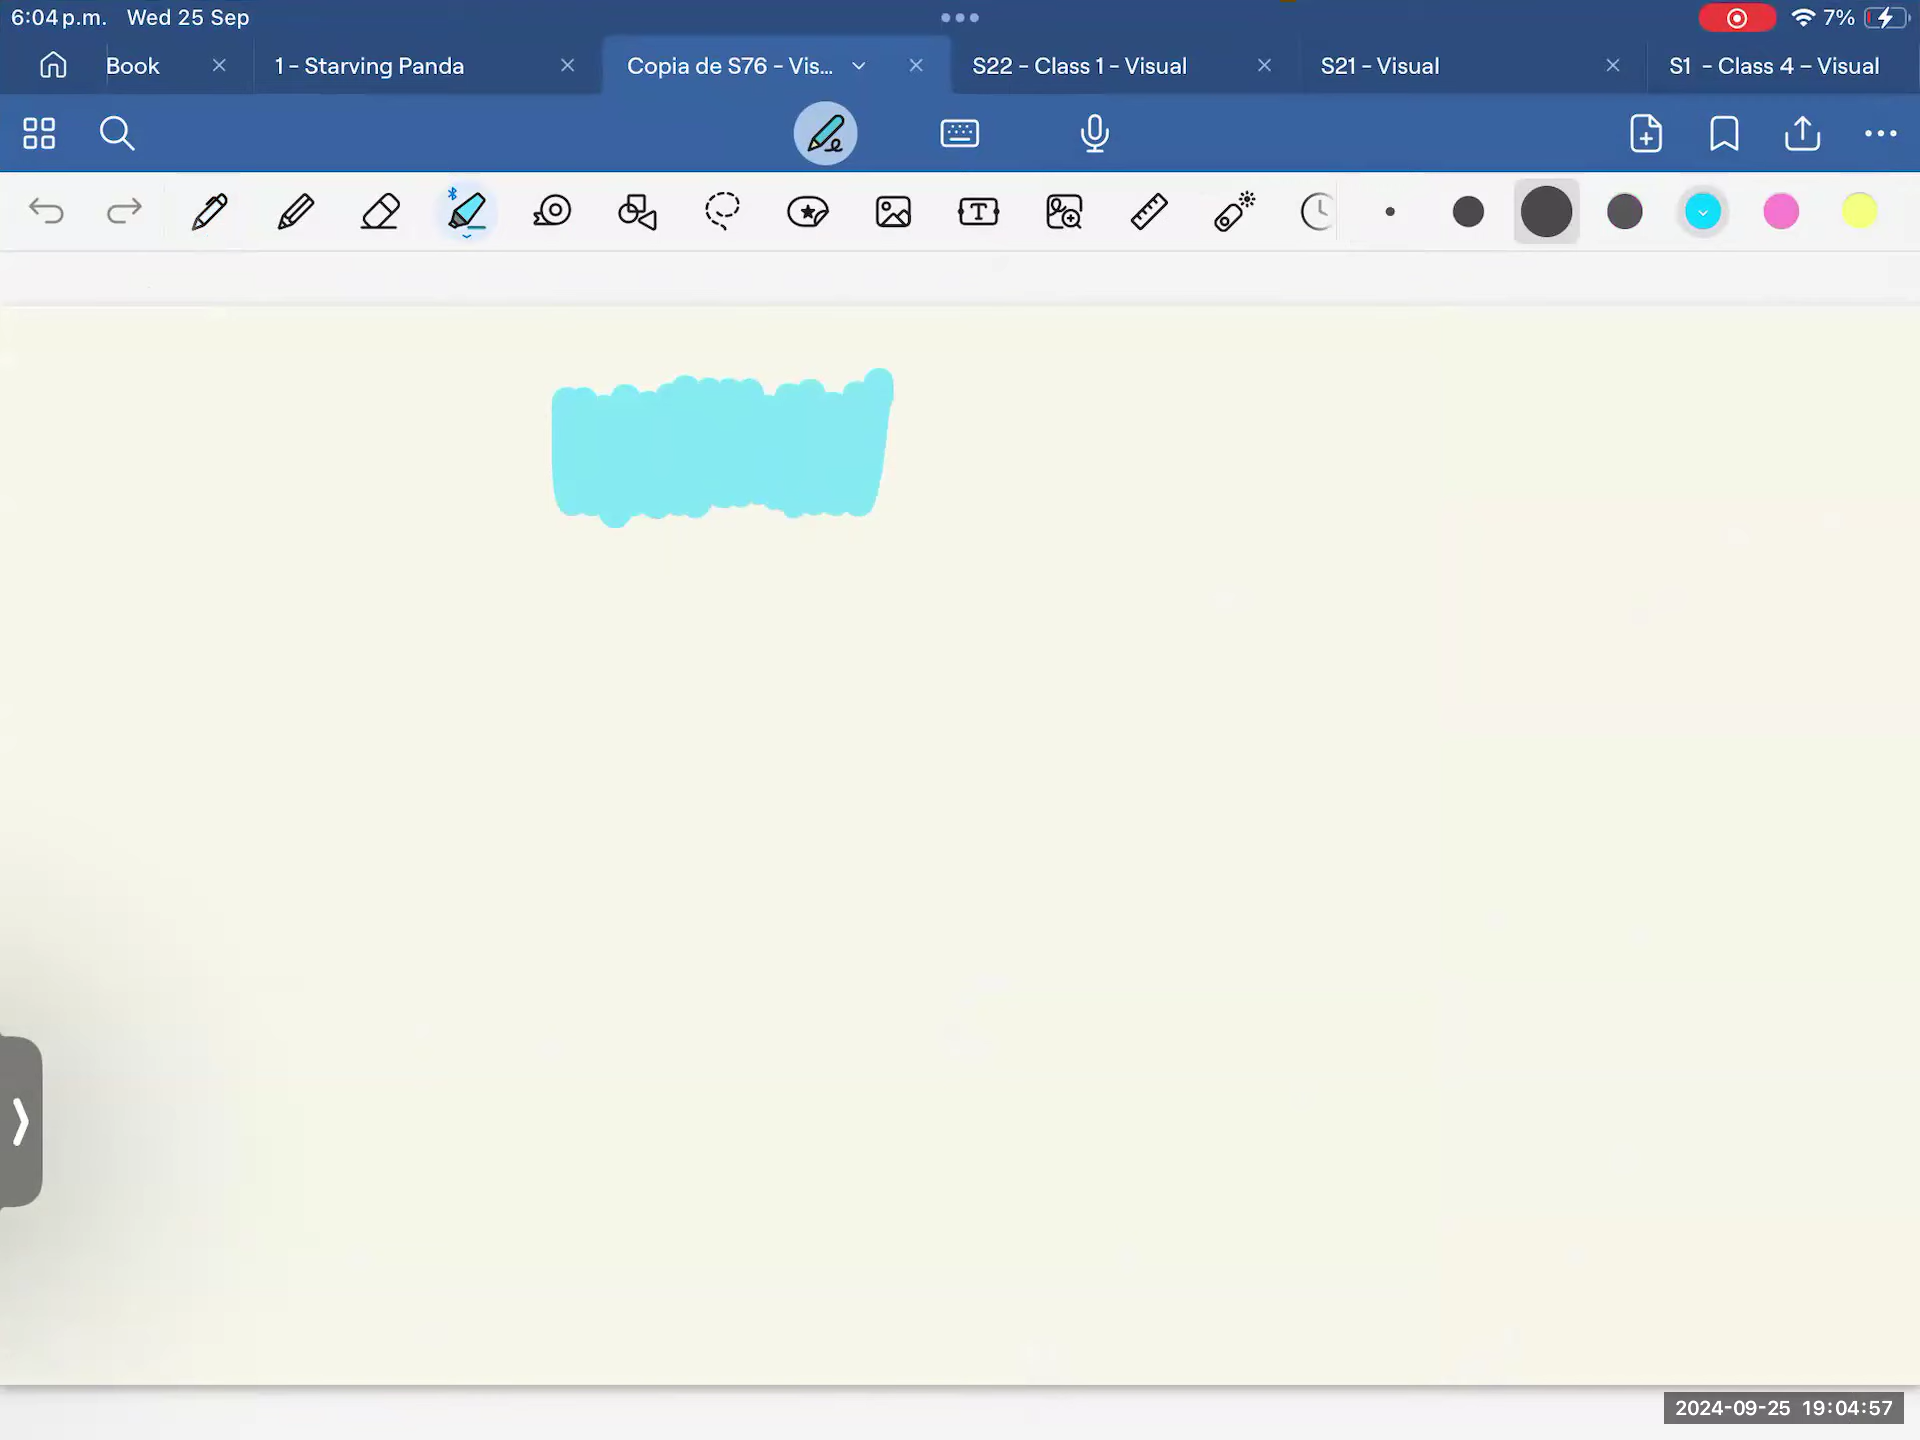 6:04 p.m. Wed 25 Sep
7%
Book
1 - Starving Panda
Copia de S76 - Vis...
S22 - Class 1 - Visual
S21 - Visual
S1 - Class 4 – Visual
2024-09-25 19:04:57